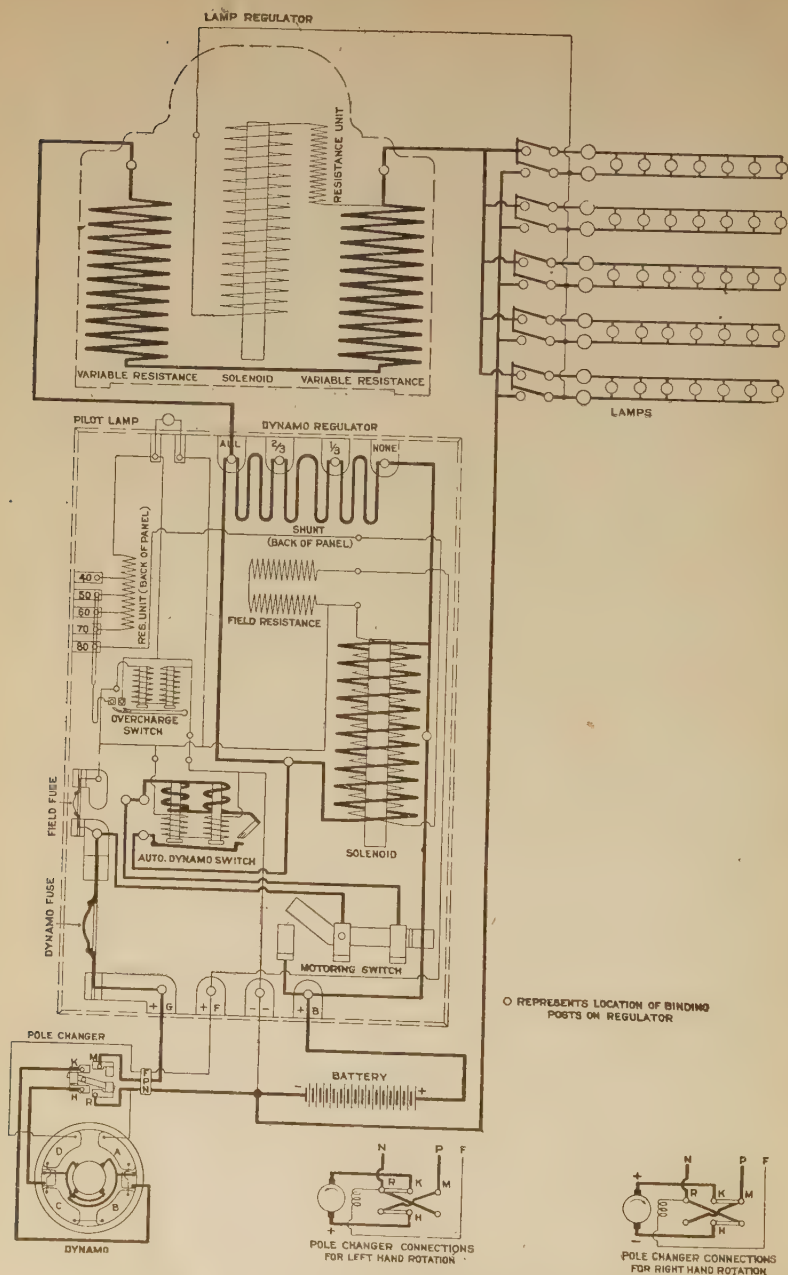 LAMP REGULATOR
RESISTANCE UNIT
VARIABLE RESISTANCE
SOLENOID
VARIABLE RESISTANCE
LAMPS
PILOT LAMP
DYNAMO REGULATOR
ALL
2/3
1/3
NONE
SHUNT
(BACK OF PANEL)
RES. UNIT (BACK OF PANEL)
40
50
60
70
80
FIELD RESISTANCE
OVERCHARGE
SWITCH
FIELD FUSE
AUTO. DYNAMO SWITCH
SOLENOID
DYNAMO FUSE
MOTORING SWITCH
+ G
+ F
- -
+ B
O REPRESENTS LOCATION OF BINDING
POSTS ON REGULATOR
POLE CHANGER
K
M
H
R
F
P
N
BATTERY
-
+
D
A
C
B
DYNAMO
N
P
F
R
K
M
H
+
POLE CHANGER CONNECTIONS
FOR LEFT HAND ROTATION
N
P
F
+
R
K
M
H
-
POLE CHANGER CONNECTIONS
FOR RIGHT HAND ROTATION